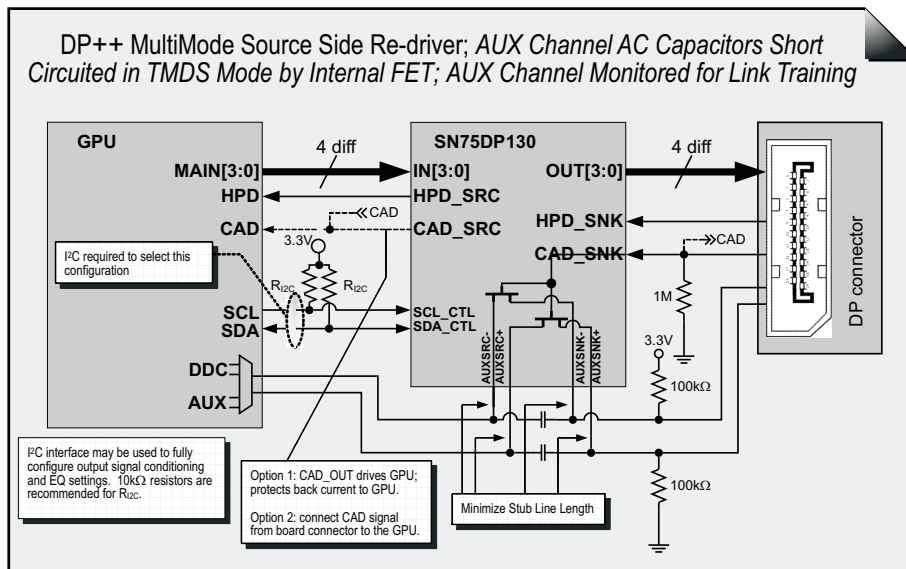 DP++ MultiMode Source Side Re-driver; AUX Channel AC Capacitors Short
Circuited in TMDS Mode by Internal FET; AUX Channel Monitored for Link Training
GPU
SN75DP130
4 diff
4 diff
MAIN[3:0]
IN[3:0]
OUT[3:0]
HPD
HPD_SRC
HPD_SNK
CAD
CAD
CAD_SRC
CAD
CAD_SNK
3.3V
I²C required to select this
configuration
R_I2C
R_I2C
1M
DP connector
SCL
SCL_CTL
SDA
SDA_CTL
AUXSRC-
AUXSRC+
AUXSNK-
AUXSNK+
3.3V
DDC
100kΩ
AUX
I²C interface may be used to fully
configure output signal conditioning
and EQ settings. 10kΩ resistors are
recommended for R_I2C.
Option 1: CAD_OUT drives GPU;
protects back current to GPU.
Option 2: connect CAD signal
from board connector to the GPU.
Minimize Stub Line Length
100kΩ